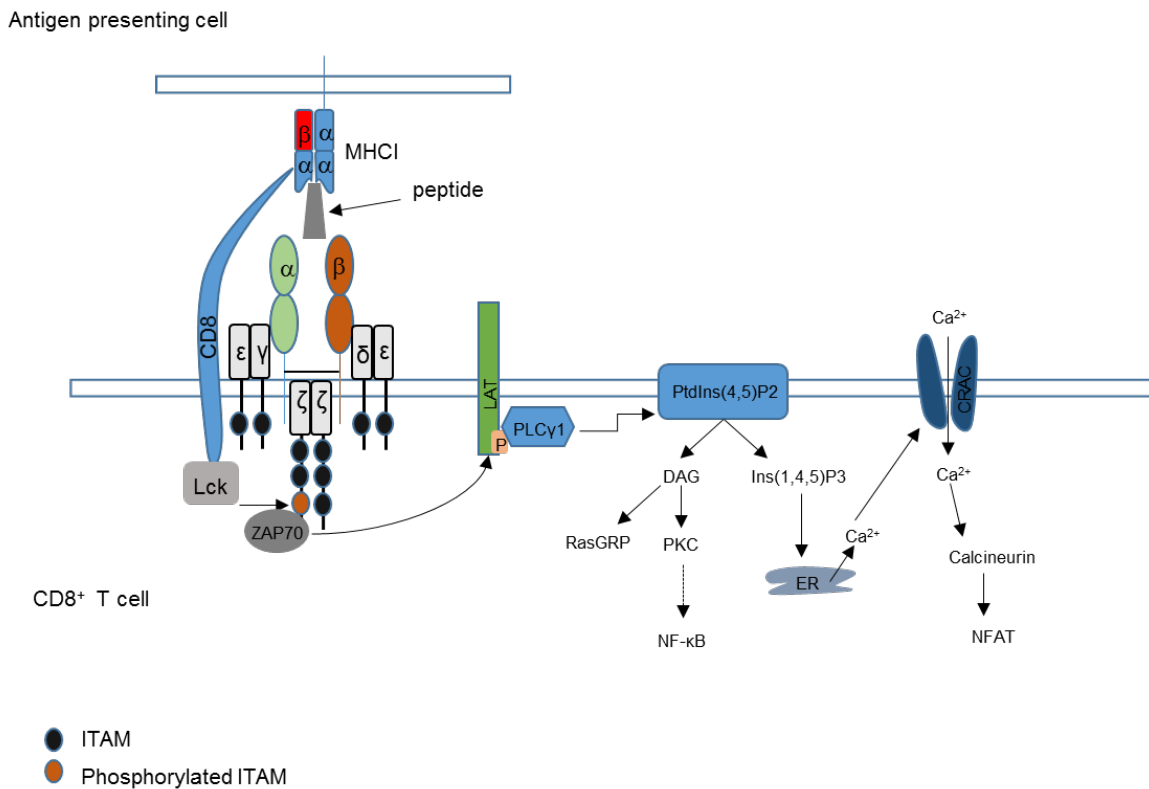 Antigen presenting cell
β α
MHCI
α α
peptide
α β
CD8
ε γ
δ ε
ζ ζ
LAT
P
PLCγ1
PtdIns(4,5)P2
Ca²⁺
CRAC
Lck
ZAP70
DAG
Ins(1,4,5)P3
Ca²⁺
RasGRP
PKC
Ca²⁺
ER
Calcineurin
NF-κB
NFAT
CD8⁺ T cell
ITAM
Phosphorylated ITAM